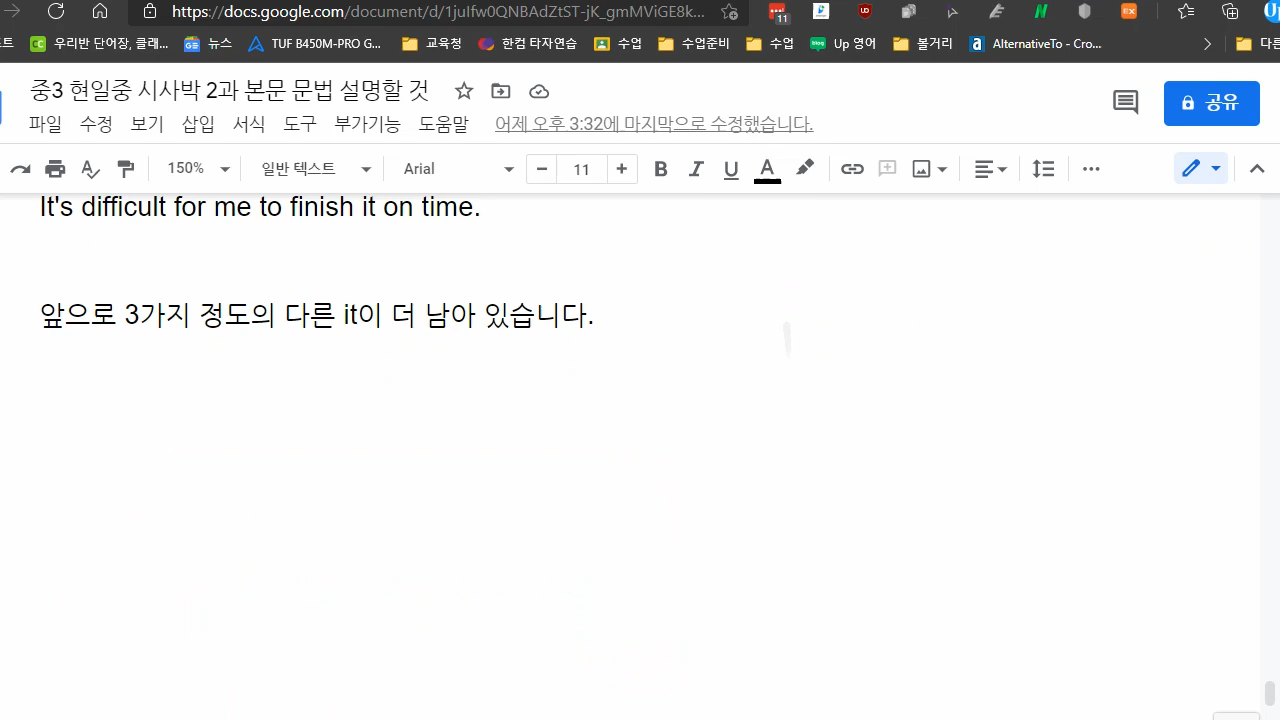 https://docs.google.com/document/d/1juIfw0QNBAdZtST-jK_gmMViGE8k...
11
우리반 단어장, 클래...
뉴스
TUF B450M-PRO G...
교육청
한컴 타자연습
수업
수업준비
수업
Up 영어
볼거리
AlternativeTo - Cro...
중3 현일중 시사박 2과 본문 문법 설명할 것
공유
파일 수정 보기 삽입 서식 도구 부가기능 도움말 어제 오후 3:32에 마지막으로 수정했습니다.
150% 일반 텍스트 Arial 11 B I U A
It's difficult for me to finish it on time.
앞으로 3가지 정도의 다른 it이 더 남아 있습니다.